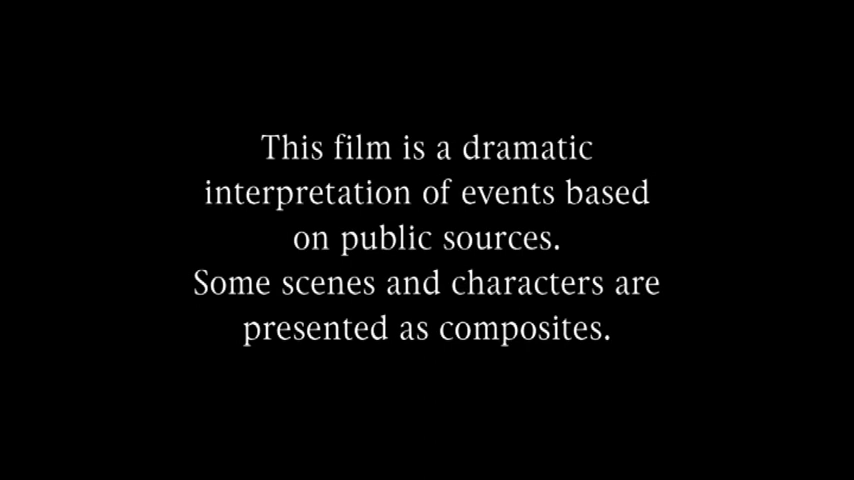 This film is a dramatic
interpretation of events based
on public sources.
Some scenes and characters are
presented as composites.